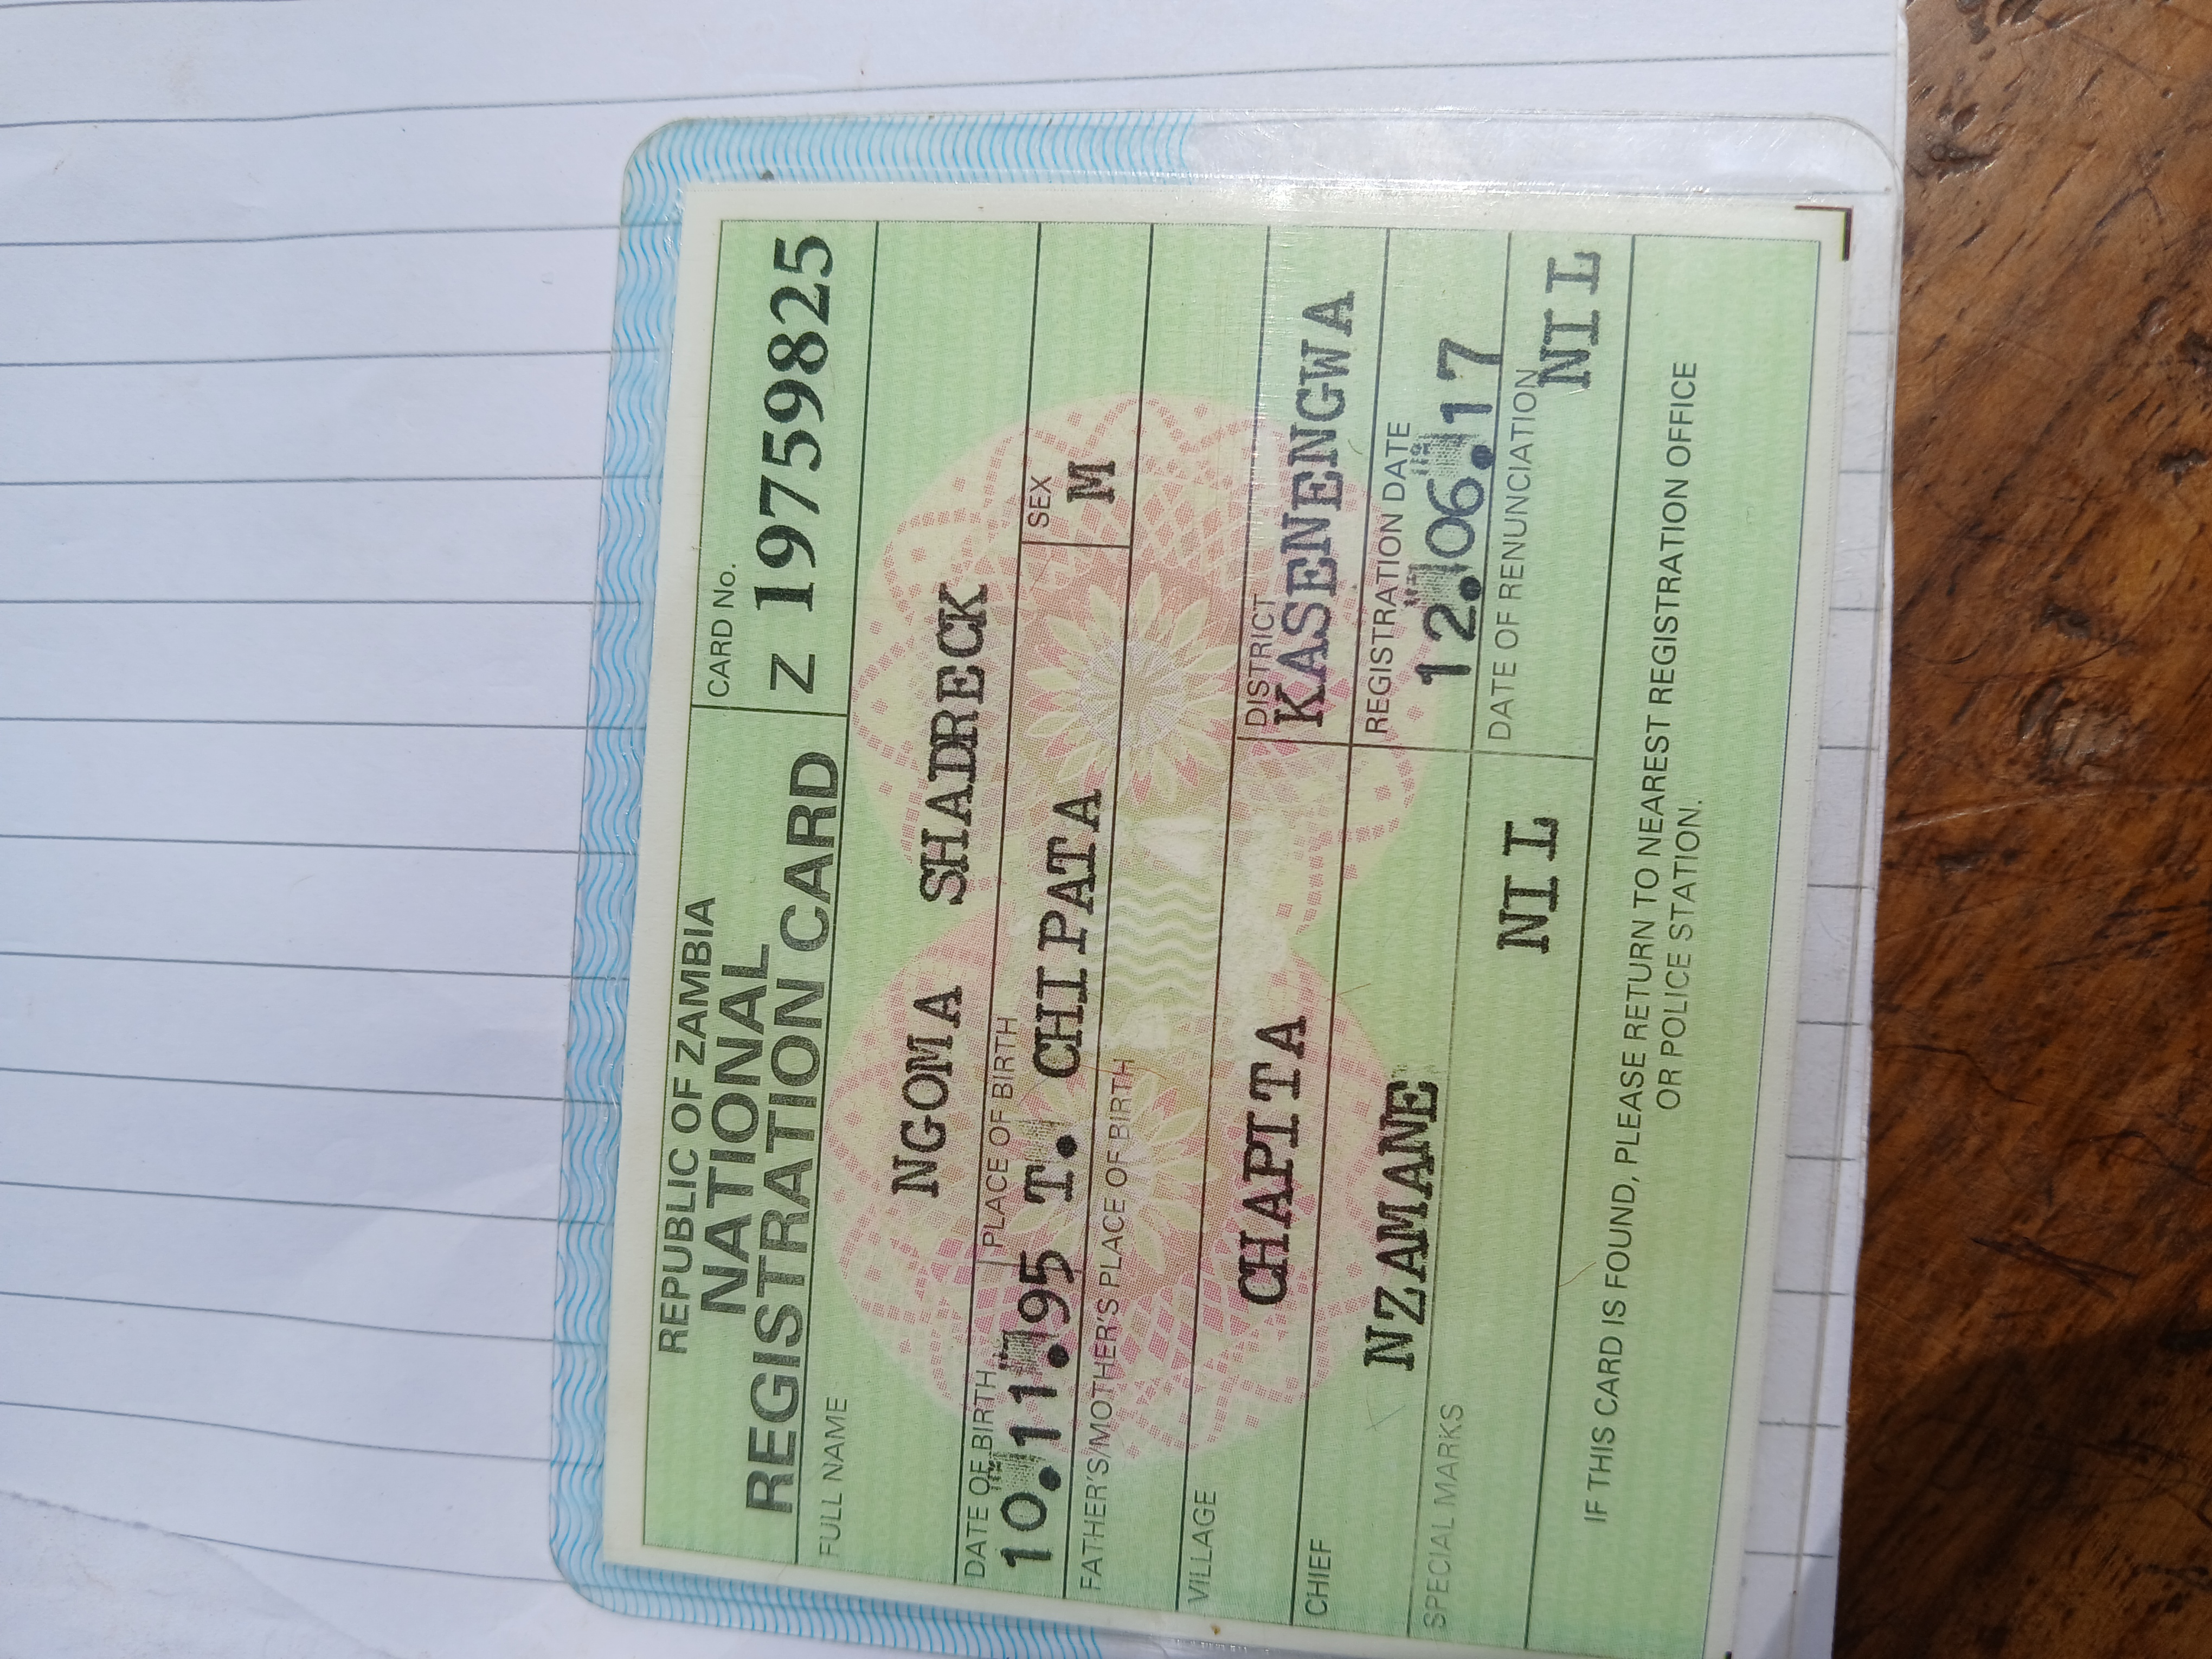 REPUBLIC OF ZAMBIA
NATIONAL
REGISTRATION CARD
CARD No.
Z 19759825
FULL NAME
NGOMA SHADRECK
DATE OF BIRTH PLACE OF BIRTH SEX
10.11.95 T. CHIPATA M
FATHER'S/MOTHER'S PLACE OF BIRTH
VILLAGE
CHAPITA
DISTRICT
KASENENGWA
CHIEF
NZAMANE
REGISTRATION DATE
12.06.17
SPECIAL MARKS
NIL
DATE OF RENUNCIATION
NIL
IF THIS CARD IS FOUND, PLEASE RETURN TO NEAREST REGISTRATION OFFICE
OR POLICE STATION.